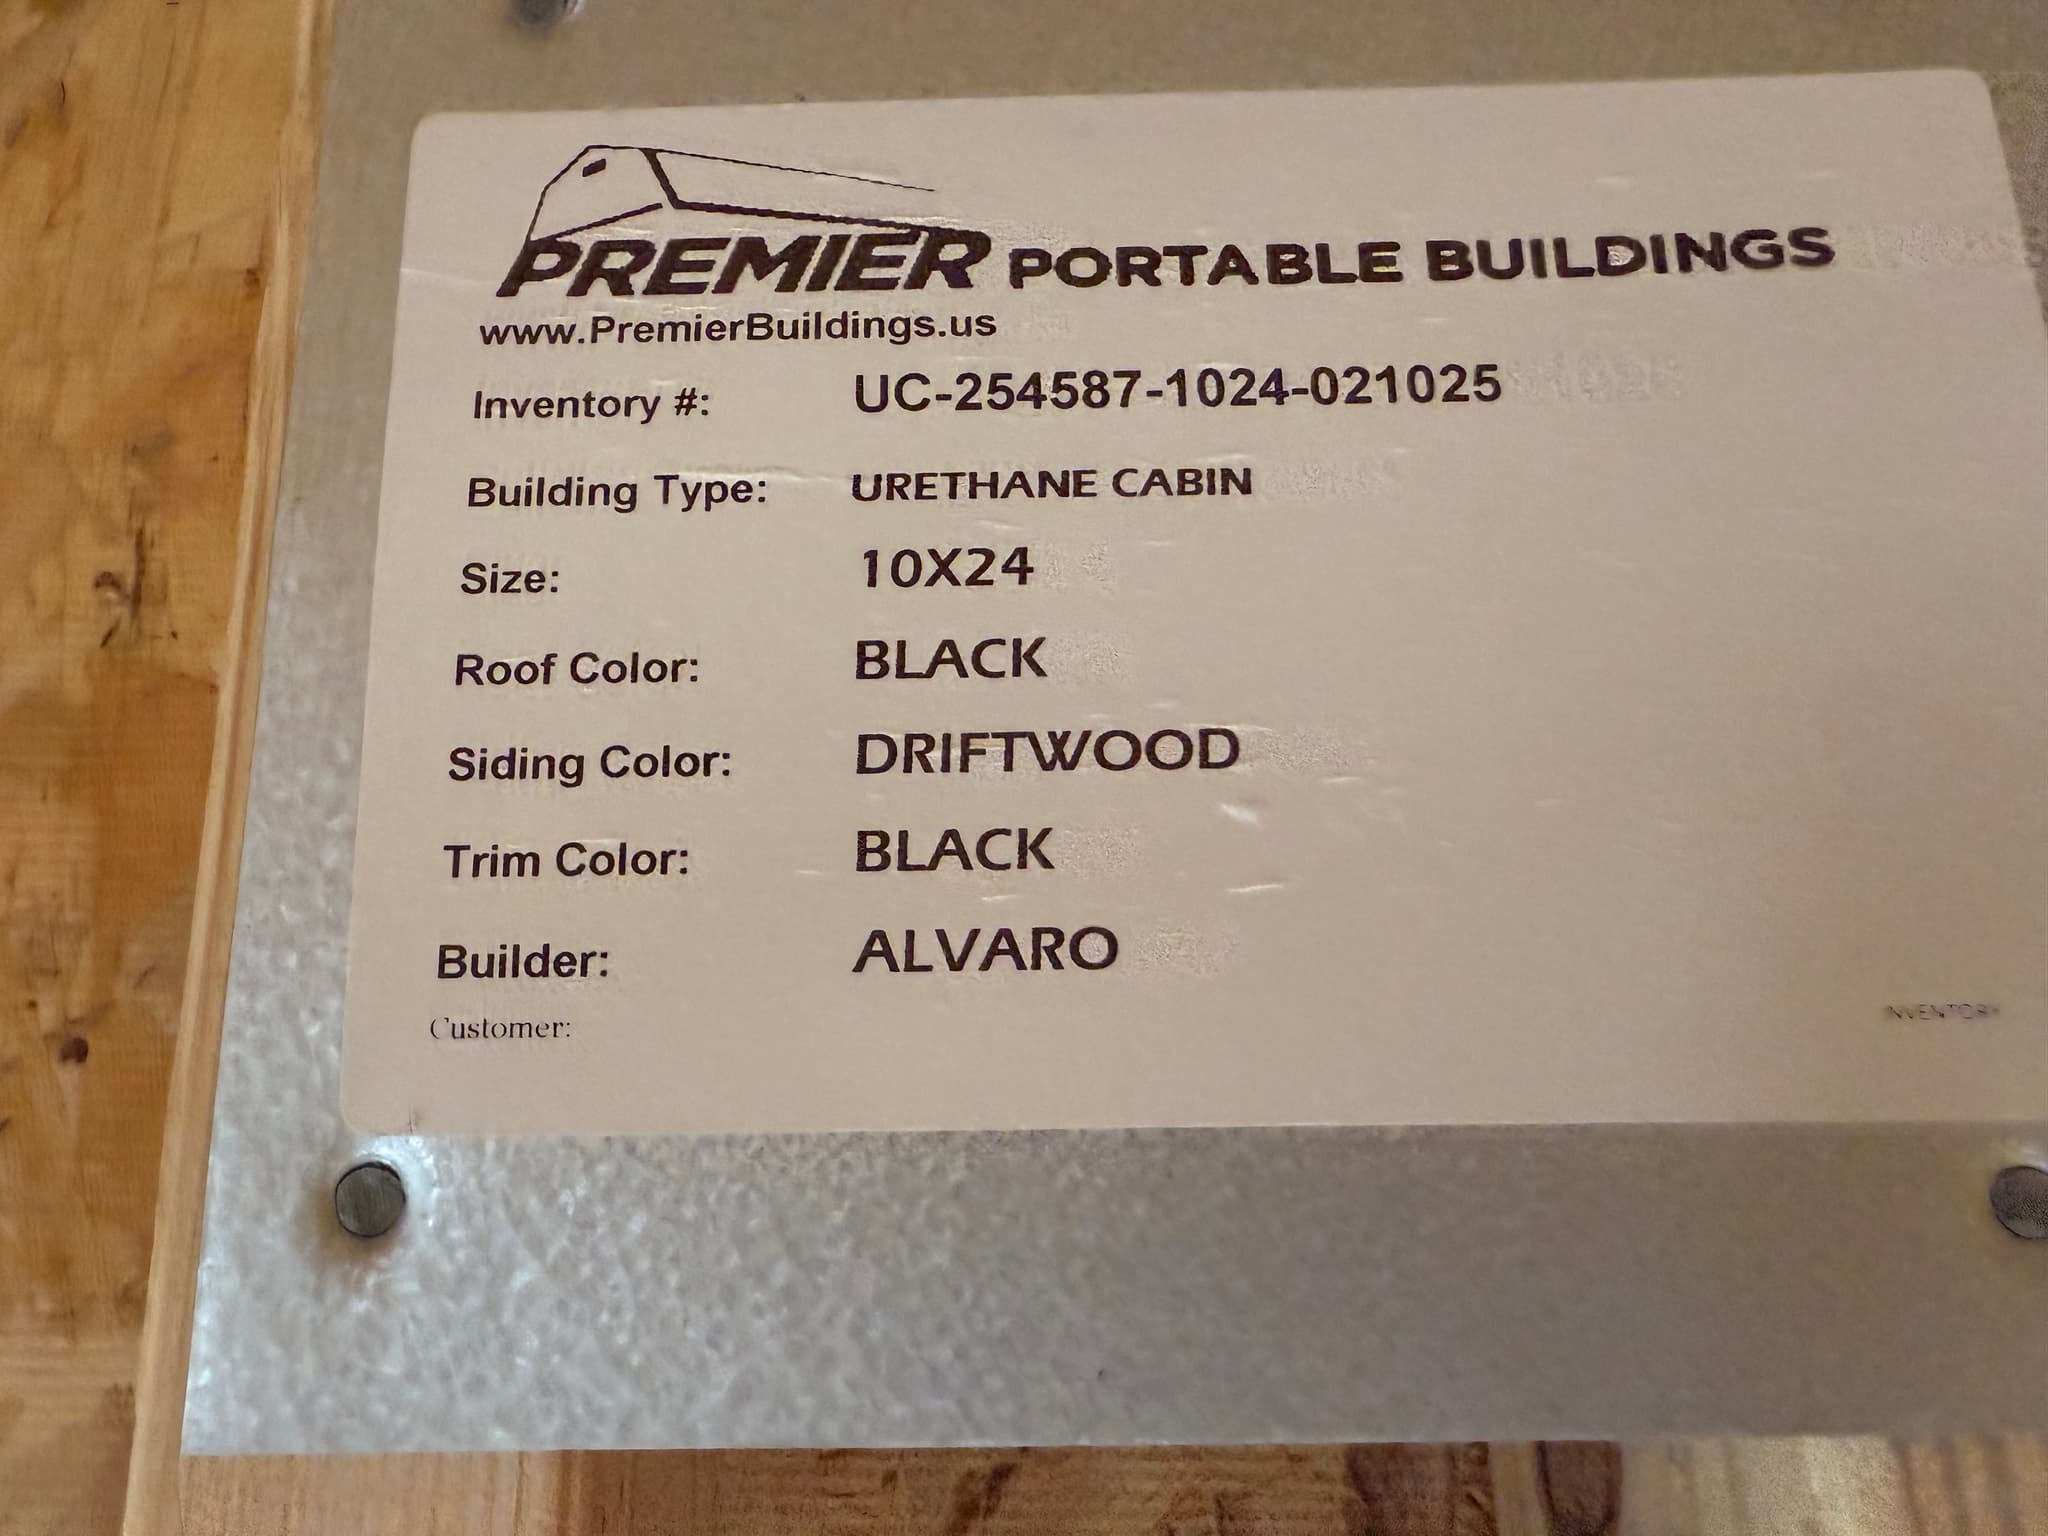 PREMIER PORTABLE BUILDINGS
www.PremierBuildings.us
Inventory #: UC-254587-1024-021025
Building Type: URETHANE CABIN
Size: 10X24
Roof Color: BLACK
Siding Color: DRIFTWOOD
Trim Color: BLACK
Builder: ALVARO
Customer:
INVENTORY